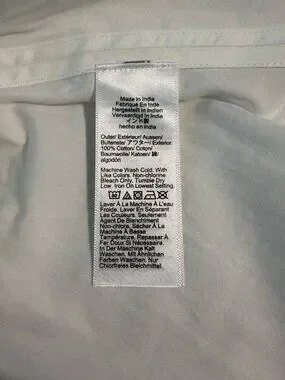 Made In India
Fabrique En Inde
Hergestellt In Indien
Vervaardigd In India
インド製
hecho en india
Outer/ Extérieur/ Aussen/
Buitenste/ アウター/ Exterior
100% Cotton/ Coton/
Baumwolle/ Katoen/ 綿/
algodón
Machine Wash Cold. With
Like Colors. Non-chlorine
Bleach Only. Tumble Dry
Low. Iron On Lowest Setting.
Laver À La Machine À L'eau
Froide. Laver En Séparant
Les Couleurs. Seulement
Agent De Blanchiment
Non-chlore. Sécher À La
Machine À Bassa
Température. Repasser À
Fer Doux Si Nécessaire.
In Der Maschine Kalt
Waschen. Mit Ähnlichen
Farben Waschen. Nur
Chlorfreies Bleichmittel.